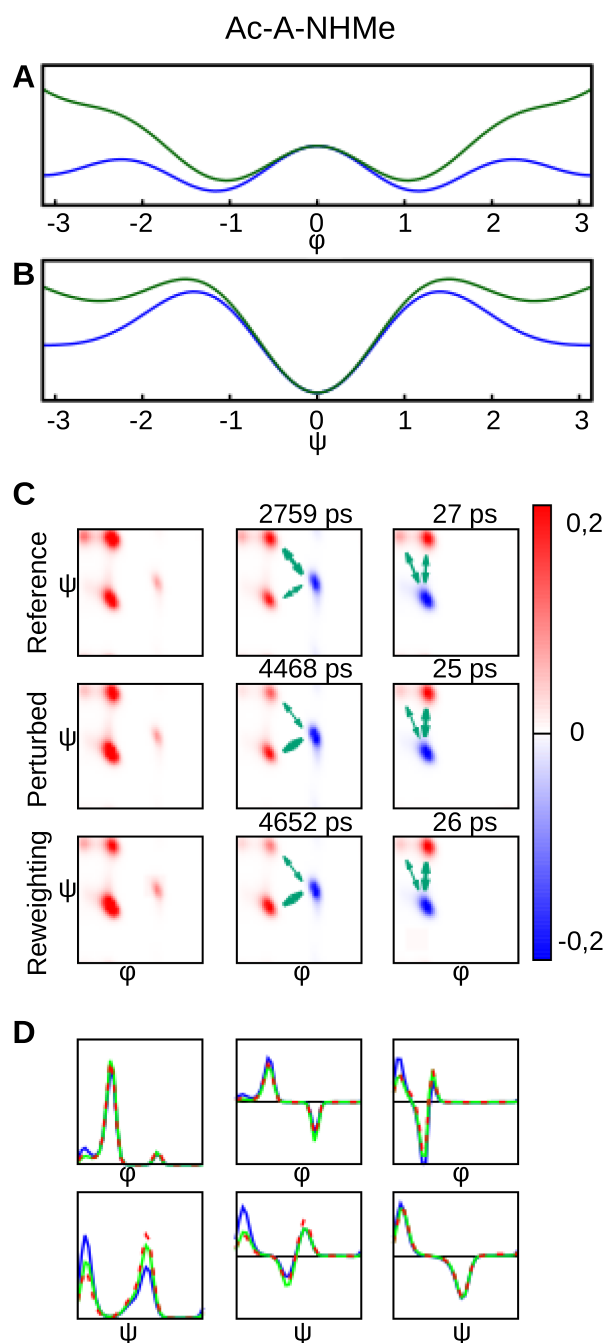 Ac-A-NHMe
A
-3 -2 -1 0 1 2 3
φ
B
-3 -2 -1 0 1 2 3
ψ
C
2759 ps 27 ps
Reference ψ
0,2
4468 ps 25 ps
Perturbed ψ
0
4652 ps 26 ps
Reweighting ψ
-0,2
φ φ φ
D
φ φ φ
ψ ψ ψ